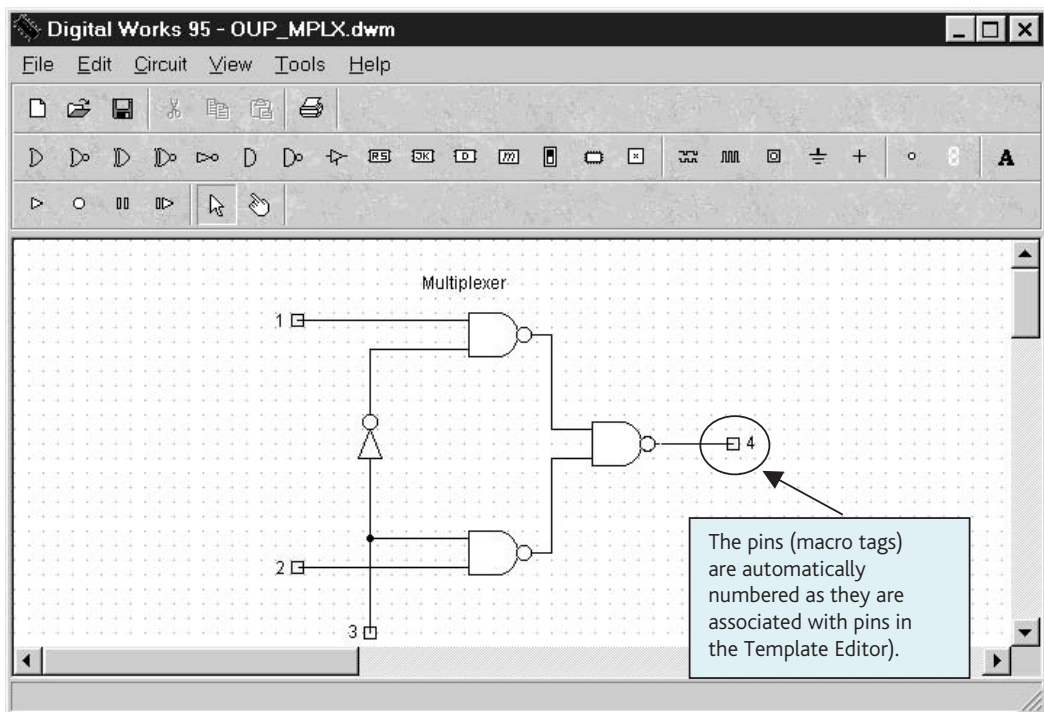 Digital Works 95 - OUP_MPLX.dwm
File Edit Circuit View Tools Help
RS JK D m A
Multiplexer
1
4
2
3
The pins (macro tags)
are automatically
numbered as they are
associated with pins in
the Template Editor).